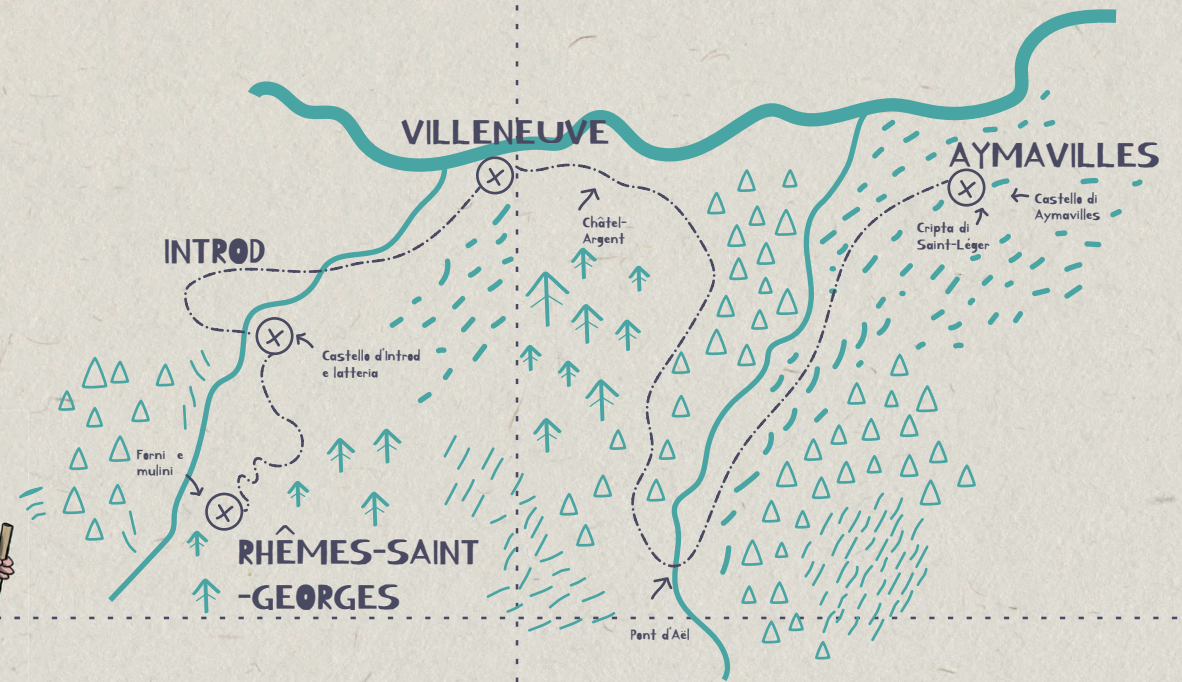 VILLENEUVE
AYMAVILLES
Castello di
Aymavilles
Châtel-
Argent
Cripta di
Saint-Léger
INTROD
Castello d'Introd
e latteria
Forni e
mulini
RHÊMES-SAINT
-GEORGES
Pont d'Aël